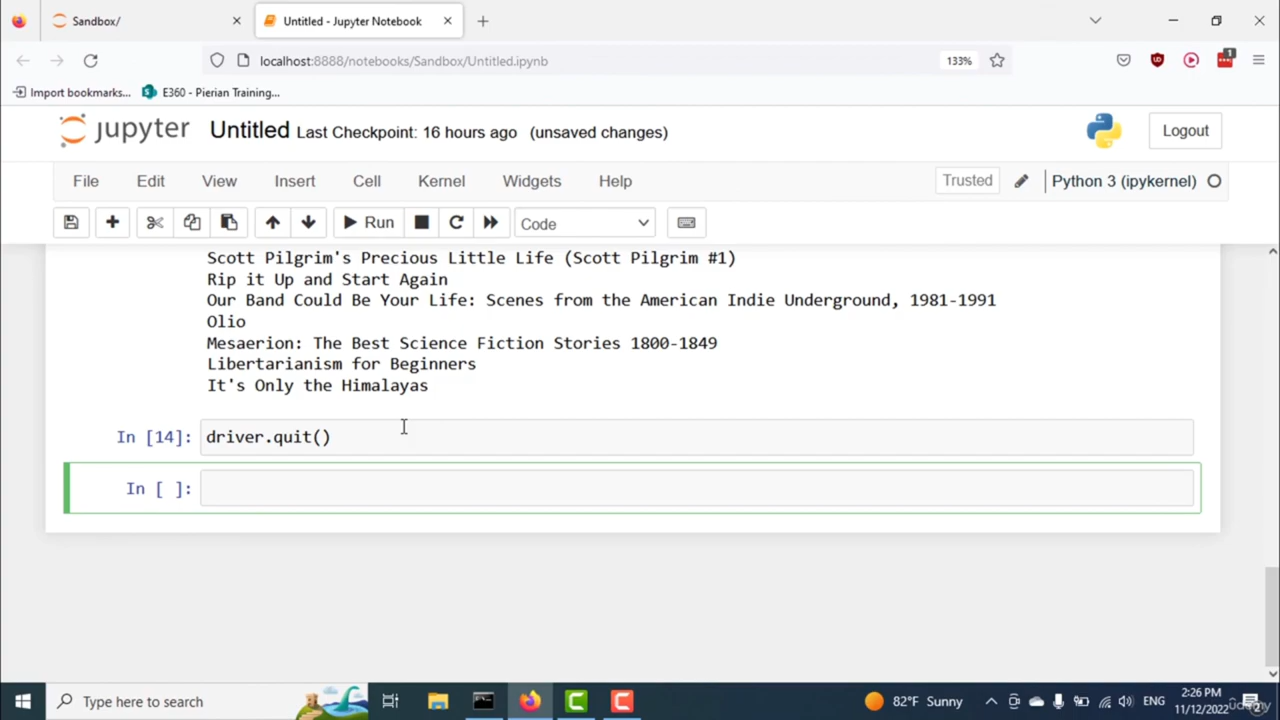 Sandbox/
Untitled - Jupyter Notebook
localhost:8888/notebooks/Sandbox/Untitled.ipynb
133%
1
Import bookmarks...
E360 - Pierian Training...
jupyter Untitled Last Checkpoint: 16 hours ago (unsaved changes)
Logout
File Edit View Insert Cell Kernel Widgets Help
Trusted
Python 3 (ipykernel)
Run
Code
Scott Pilgrim's Precious Little Life (Scott Pilgrim #1)
Rip it Up and Start Again
Our Band Could Be Your Life: Scenes from the American Indie Underground, 1981-1991
Olio
Mesaerion: The Best Science Fiction Stories 1800-1849
Libertarianism for Beginners
It's Only the Himalayas
In [14]: driver.quit()
In [ ]:
Type here to search
82°F Sunny
ENG
2:26 PM
11/12/2022
2